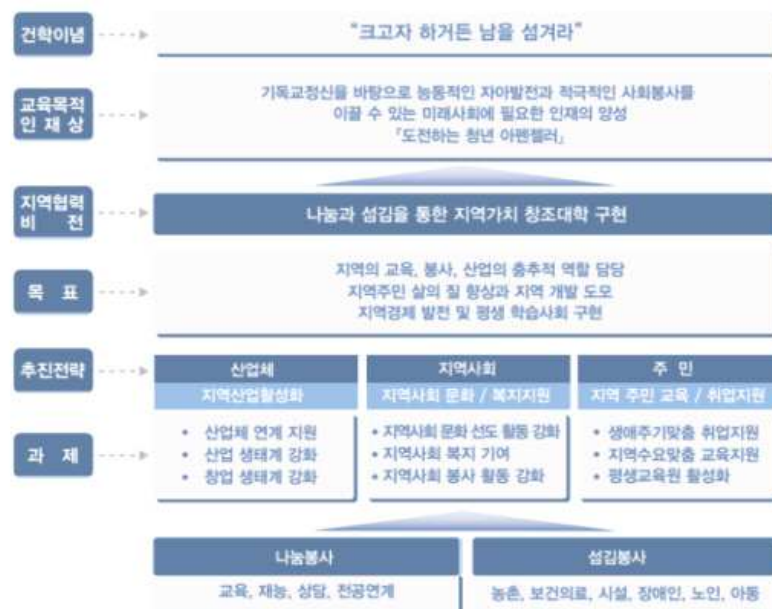 건학이념
“크고자 하거든 남을 섬겨라”
교육목적
인 재 상
기독교정신을 바탕으로 능동적인 자아발전과 적극적인 사회봉사를
이끌 수 있는 미래사회에 필요한 인재의 양성
「도전하는 청년 아펜젤러」
지역협력
비 전
나눔과 섬김을 통한 지역가치 창조대학 구현
목 표
지역의 교육, 봉사, 산업의 중추적 역할 담당
지역주민 삶의 질 향상과 지역 개발 도모
지역경제 발전 및 평생 학습사회 구현
추진전략
산업체
지역사회
주 민
지역산업활성화
지역사회 문화 / 복지지원
지역 주민 교육 / 취업지원
과 제
• 산업체 연계 지원
• 산업 생태계 강화
• 창업 생태계 강화
• 지역사회 문화 선도 활동 강화
• 지역사회 복지 기여
• 지역사회 봉사 활동 강화
• 생애주기맞춤 취업지원
• 지역수요맞춤 교육지원
• 평생교육원 활성화
나눔봉사
섬김봉사
교육, 재능, 상담, 전공연계
농촌, 보건의료, 시설, 장애인, 노인, 아동